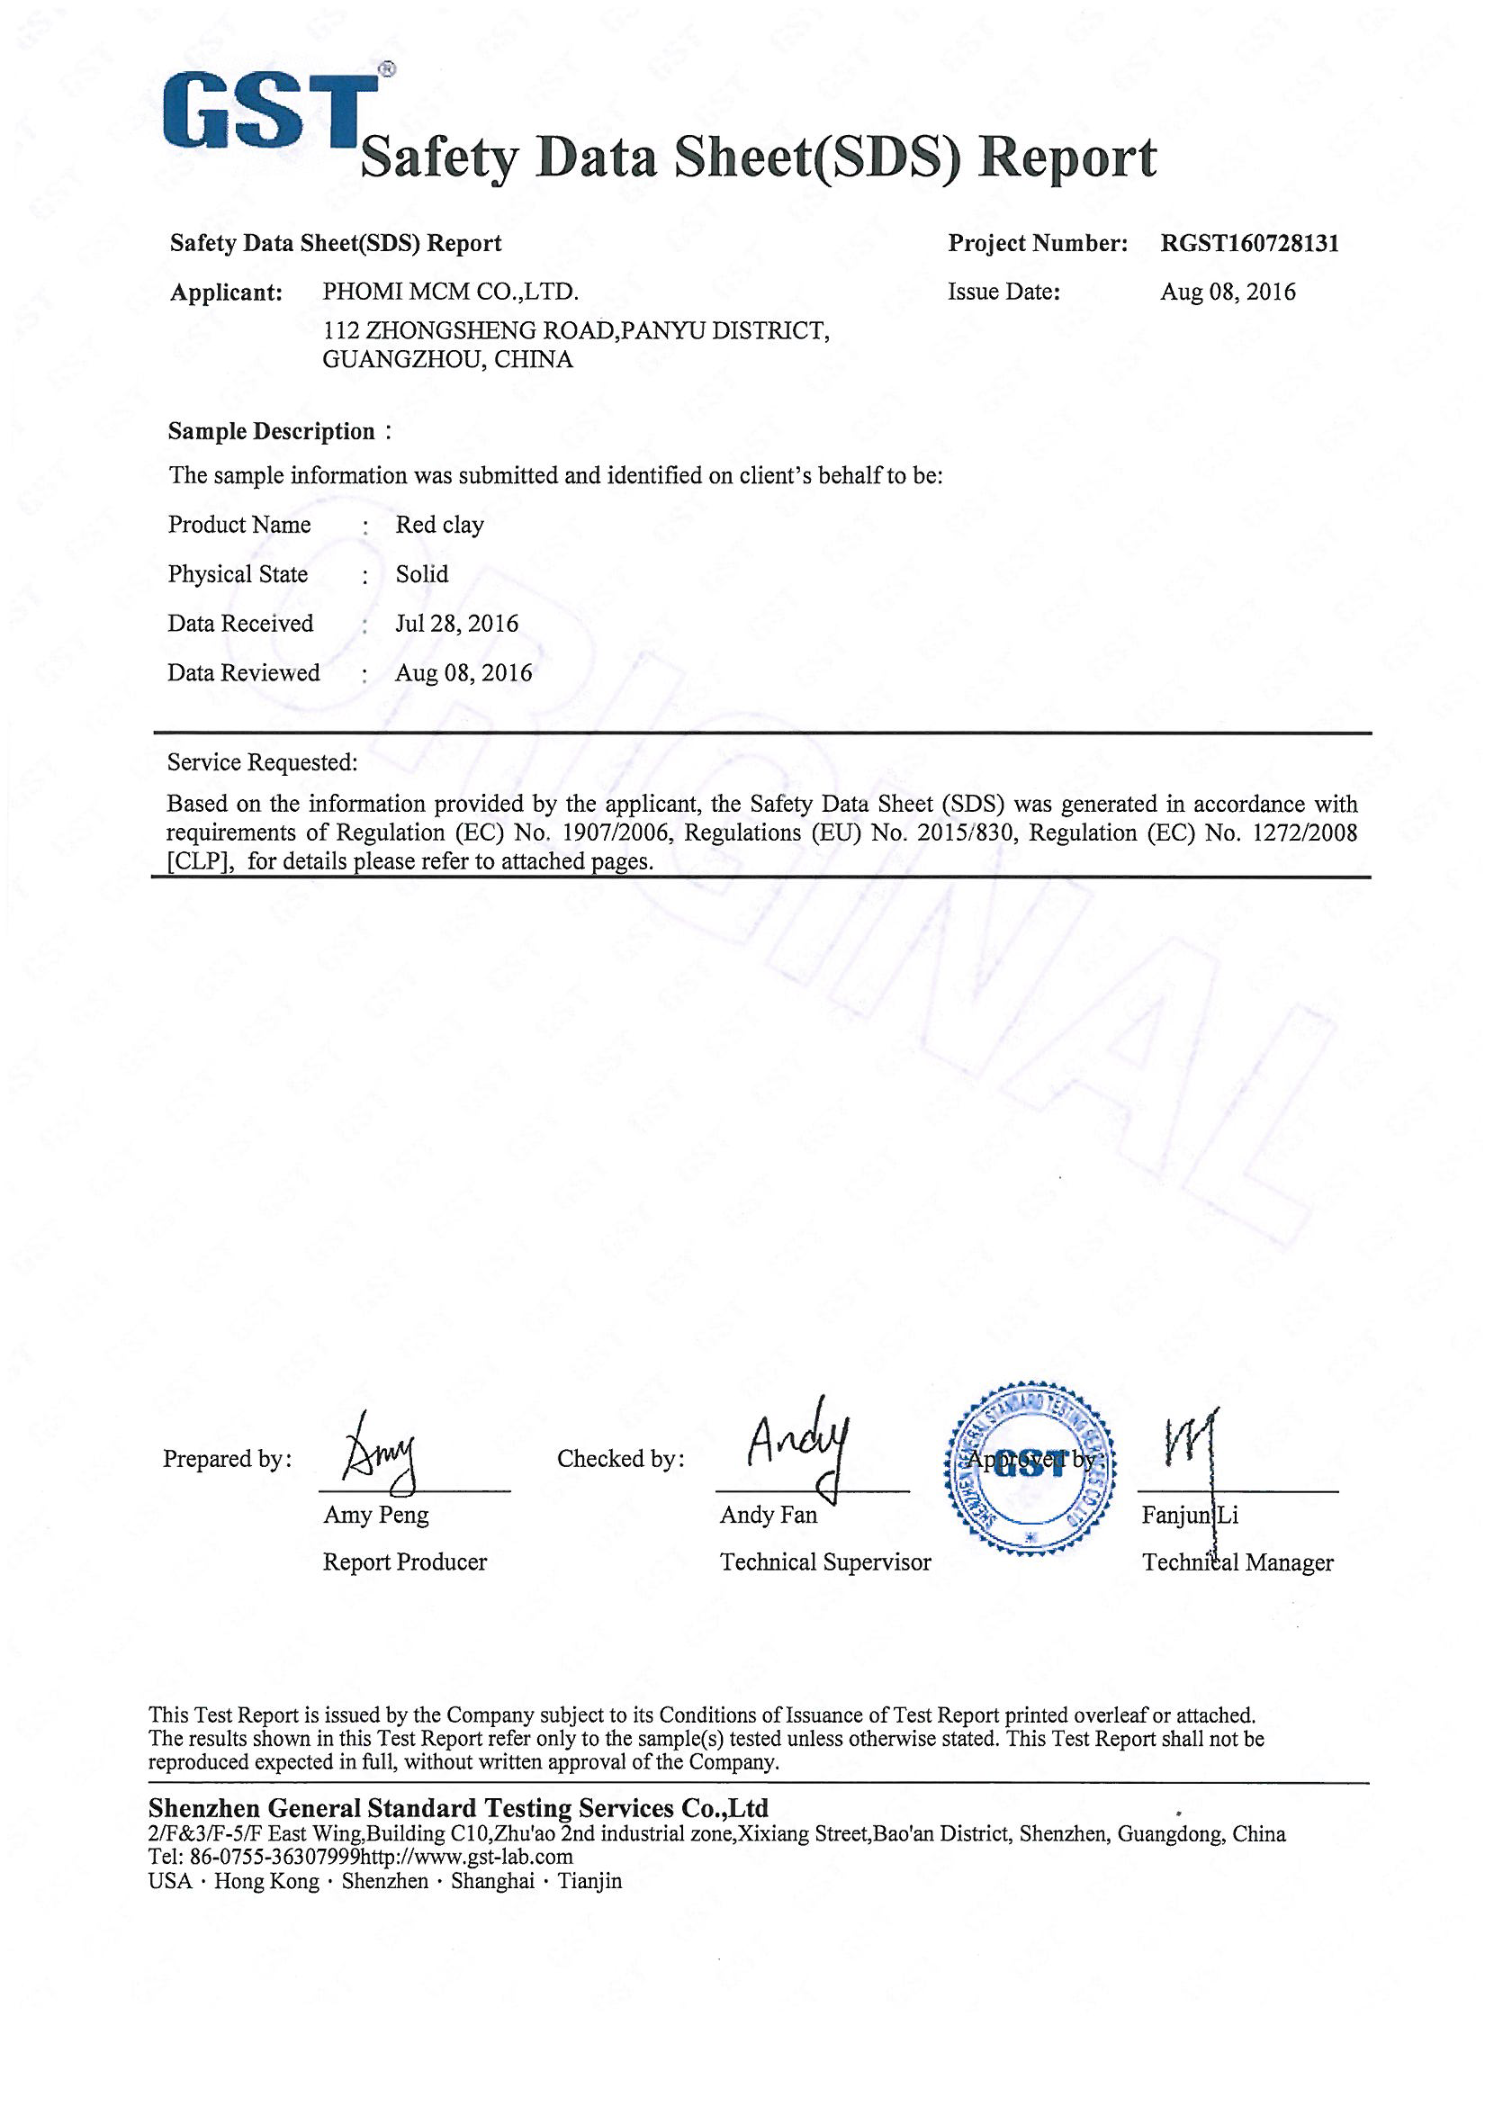 GST®
Safety Data Sheet(SDS) Report
Safety Data Sheet(SDS) Report Project Number: RGST160728131
Applicant: PHOMI MCM CO.,LTD. Issue Date: Aug 08, 2016
112 ZHONGSHENG ROAD,PANYU DISTRICT,
GUANGZHOU, CHINA
Sample Description :
The sample information was submitted and identified on client's behalf to be:
Product Name : Red clay
Physical State : Solid
Data Received : Jul 28, 2016
Data Reviewed : Aug 08, 2016
ORIGINAL
Service Requested:
Based on the information provided by the applicant, the Safety Data Sheet (SDS) was generated in accordance with
requirements of Regulation (EC) No. 1907/2006, Regulations (EU) No. 2015/830, Regulation (EC) No. 1272/2008
[CLP], for details please refer to attached pages.
Prepared by: Amy Checked by: Andy Approved by:
SHENZHEN GENERAL STANDARD TESTING SERVICES CO.LTD
GST
Amy Peng Andy Fan Fanjun Li
Report Producer Technical Supervisor Technical Manager
This Test Report is issued by the Company subject to its Conditions of Issuance of Test Report printed overleaf or attached.
The results shown in this Test Report refer only to the sample(s) tested unless otherwise stated. This Test Report shall not be
reproduced expected in full, without written approval of the Company.
Shenzhen General Standard Testing Services Co.,Ltd
2/F&3/F-5/F East Wing,Building C10,Zhu'ao 2nd industrial zone,Xixiang Street,Bao'an District, Shenzhen, Guangdong, China
Tel: 86-0755-36307999http://www.gst-lab.com
USA · Hong Kong · Shenzhen · Shanghai · Tianjin